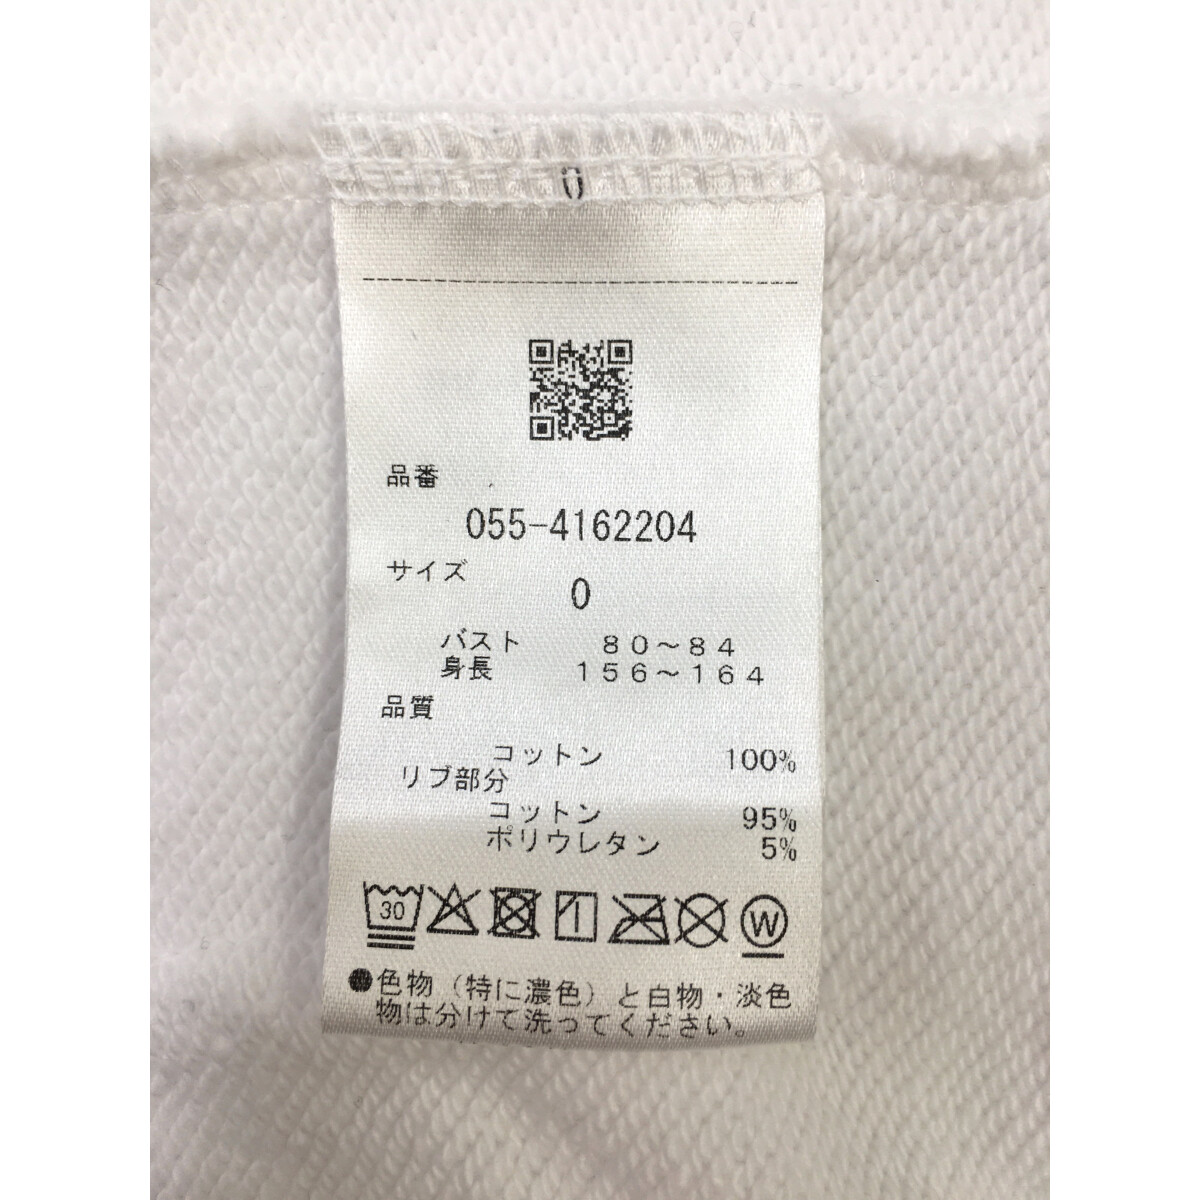 0
品番
055-4162204
サイズ
0
バスト 80～84
身長 156～164
品質
コットン 100%
リブ部分
コットン 95%
ポリウレタン 5%
30 W
●色物（特に濃色）と白物・淡色
物は分けて洗ってください。